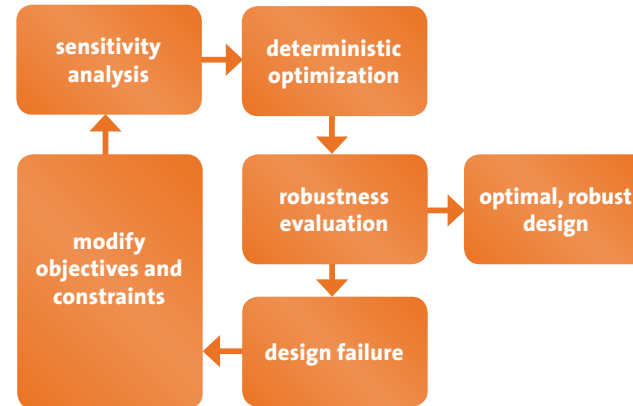 sensitivity
analysis
deterministic
optimization
robustness
evaluation
optimal, robust
design
modify
objectives and
constraints
design failure